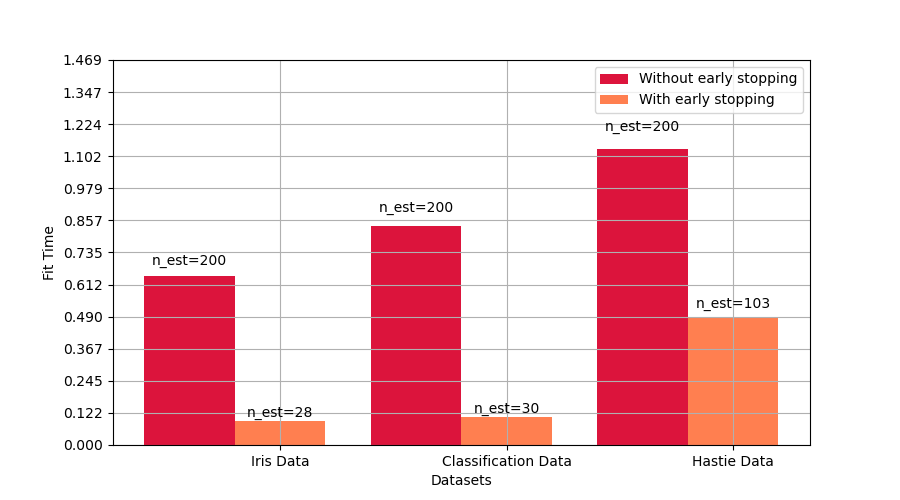 Without early stopping
With early stopping
1.469
1.347
1.224
1.102
0.979
0.857
0.735
0.612
0.490
0.367
0.245
0.122
0.000
Fit Time
n_est=200
n_est=28
n_est=200
n_est=30
n_est=200
n_est=103
Iris Data
Classification Data
Hastie Data
Datasets